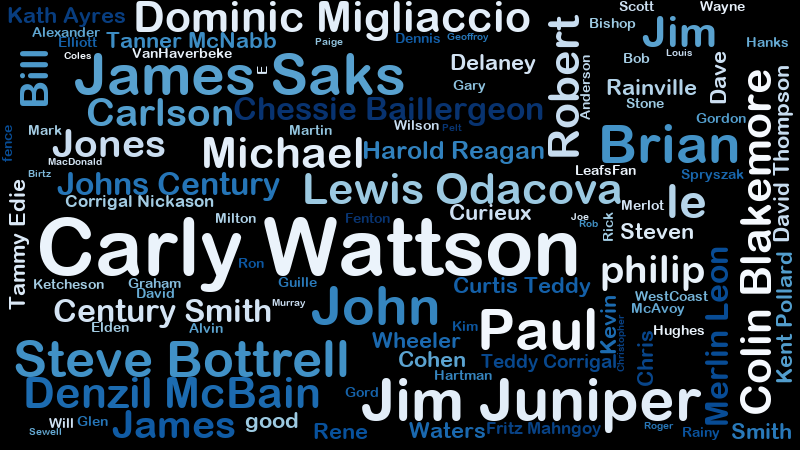 Kath Ayres
Dominic Migliaccio
Scott
Wayne
Alexander
Elliott
Tanner McNabb
Paige
Dennis
Geoffroy
Robert
Bishop
Jim
Hanks
Bill
Coles
VanHaverbeke
E
James Saks
Delaney
Gary
Anderson
Bob
Louis
Dave
Rainville
Stone
Carlson
Chessie Baillergeon
Gordon
fence
Mark
Jones
Martin
Wilson
Pelt
Michael
Harold Reagan
Brian
MacDonald
Birtz
Johns Century
Lewis Odacova
LeafsFan
Spryszak
Colin Blakemore
David Thompson
Corrigal Nickason
Tammy Edie
Milton
Fenton
Curieux
Joe
Rob
Rick
Merlot
le
Steven
Carly Wattson
Ron
philip
Ketcheson
Graham
David
Guille
Curtis Teddy
WestCoast
McAvoy
Merlin Leon
Kent Pollard
Century Smith
Murray
John
Elden
Alvin
Kim
Paul
Kevin
Christopher
Hughes
Chris
Wheeler
Steve Bottrell
Cohen
Teddy Corrigal
Hartman
Denzil McBain
Gord
Jim Juniper
Will
Glen
Sewell
James
good
Rene
Waters
Fritz Mahngoy
Roger
Rainy
Smith